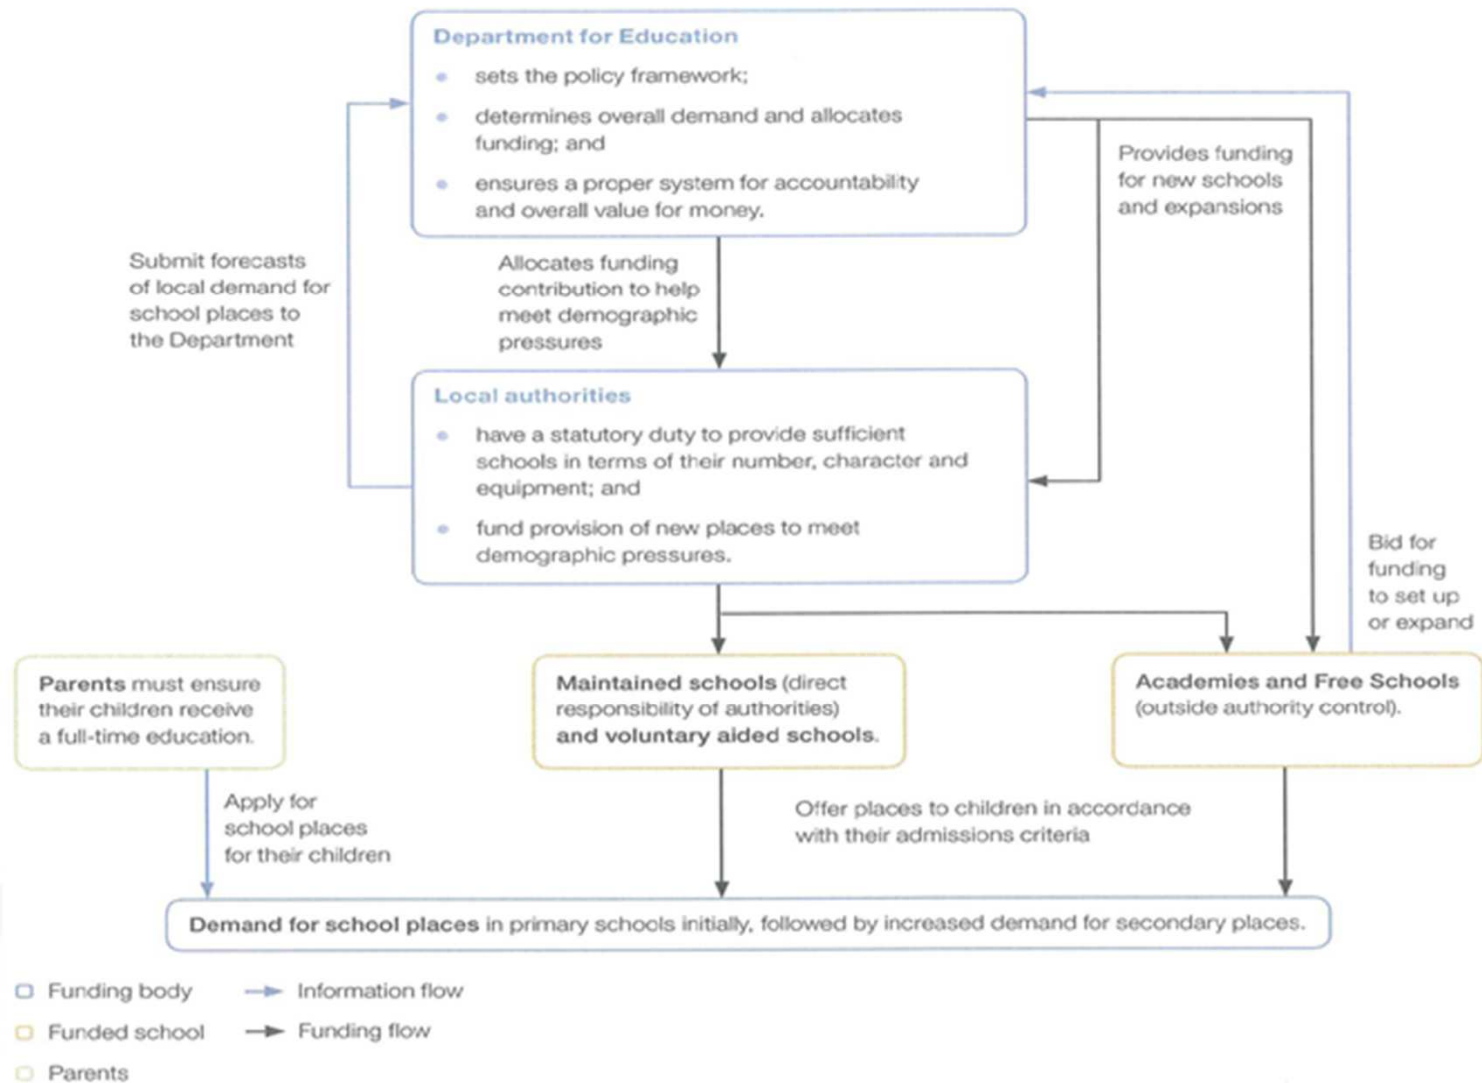 Department for Education
sets the policy framework;
determines overall demand and allocates
funding; and
ensures a proper system for accountability
and overall value for money.
Provides funding
for new schools
and expansions
Submit forecasts
of local demand for
school places to
the Department
Allocates funding
contribution to help
meet demographic
pressures
Local authorities
have a statutory duty to provide sufficient
schools in terms of their number, character and
equipment; and
fund provision of new places to meet
demographic pressures.
Bid for
funding
to set up
or expand
Parents must ensure
their children receive
a full-time education.
Maintained schools (direct
responsibility of authorities)
and voluntary aided schools.
Academies and Free Schools
(outside authority control).
Apply for
school places
for their children
Offer places to children in accordance
with their admissions criteria
Demand for school places in primary schools initially, followed by increased demand for secondary places.
Funding body
Information flow
Funded school
Funding flow
Parents